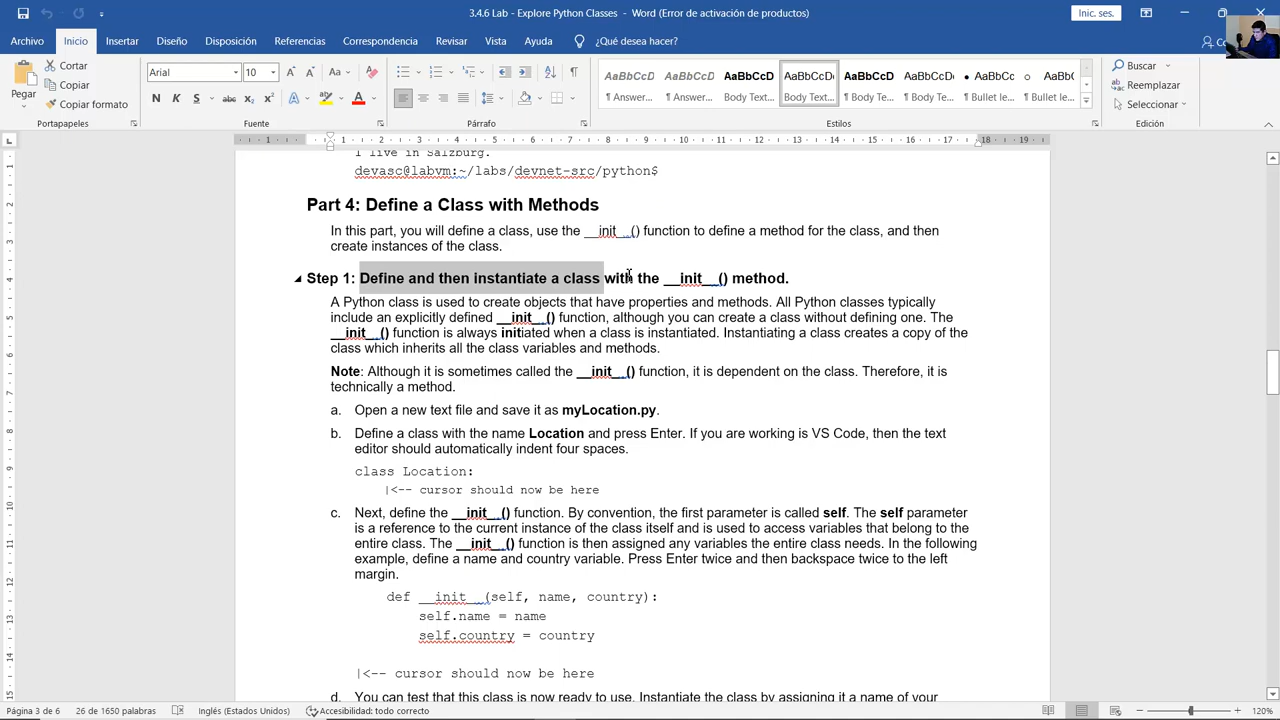 3.4.6 Lab - Explore Python Classes - Word (Error de activación de productos)
Inic. ses.
Archivo Inicio Insertar Diseño Disposición Referencias Correspondencia Revisar Vista Ayuda ¿Qué desea hacer?
Pegar
Cortar
Copiar
Copiar formato
Portapapeles
Arial 10
N K S abc x₂ x²
Fuente
Párrafo
AaBbCcD AaBbCcD AaBbCcD AaBbCcD AaBbCcD AaBbCcD AaBbCc AaBbC
¶ Answer... ¶ Answer... Body Text... Body Text... ¶ Body Te... ¶ Body Te... ¶ Bullet le... ¶ Bullet le...
Estilos
Buscar
Reemplazar
Seleccionar
Edición
I live in Salzburg.
devasc@labvm:~/labs/devnet-src/python$
Part 4: Define a Class with Methods
In this part, you will define a class, use the __init__() function to define a method for the class, and then
create instances of the class.
Step 1: Define and then instantiate a class with the __init__() method.
A Python class is used to create objects that have properties and methods. All Python classes typically
include an explicitly defined __init__() function, although you can create a class without defining one. The
__init__() function is always initiated when a class is instantiated. Instantiating a class creates a copy of the
class which inherits all the class variables and methods.
Note: Although it is sometimes called the __init__() function, it is dependent on the class. Therefore, it is
technically a method.
a. Open a new text file and save it as myLocation.py.
b. Define a class with the name Location and press Enter. If you are working is VS Code, then the text
editor should automatically indent four spaces.
class Location:
|<-- cursor should now be here
c. Next, define the __init__() function. By convention, the first parameter is called self. The self parameter
is a reference to the current instance of the class itself and is used to access variables that belong to the
entire class. The __init__() function is then assigned any variables the entire class needs. In the following
example, define a name and country variable. Press Enter twice and then backspace twice to the left
margin.
def __init__(self, name, country):
self.name = name
self.country = country
|<-- cursor should now be here
d. You can test that this class is now ready to use. Instantiate the class by assigning it a name of your
Página 3 de 6 26 de 1650 palabras Inglés (Estados Unidos) Accesibilidad: todo correcto 120%